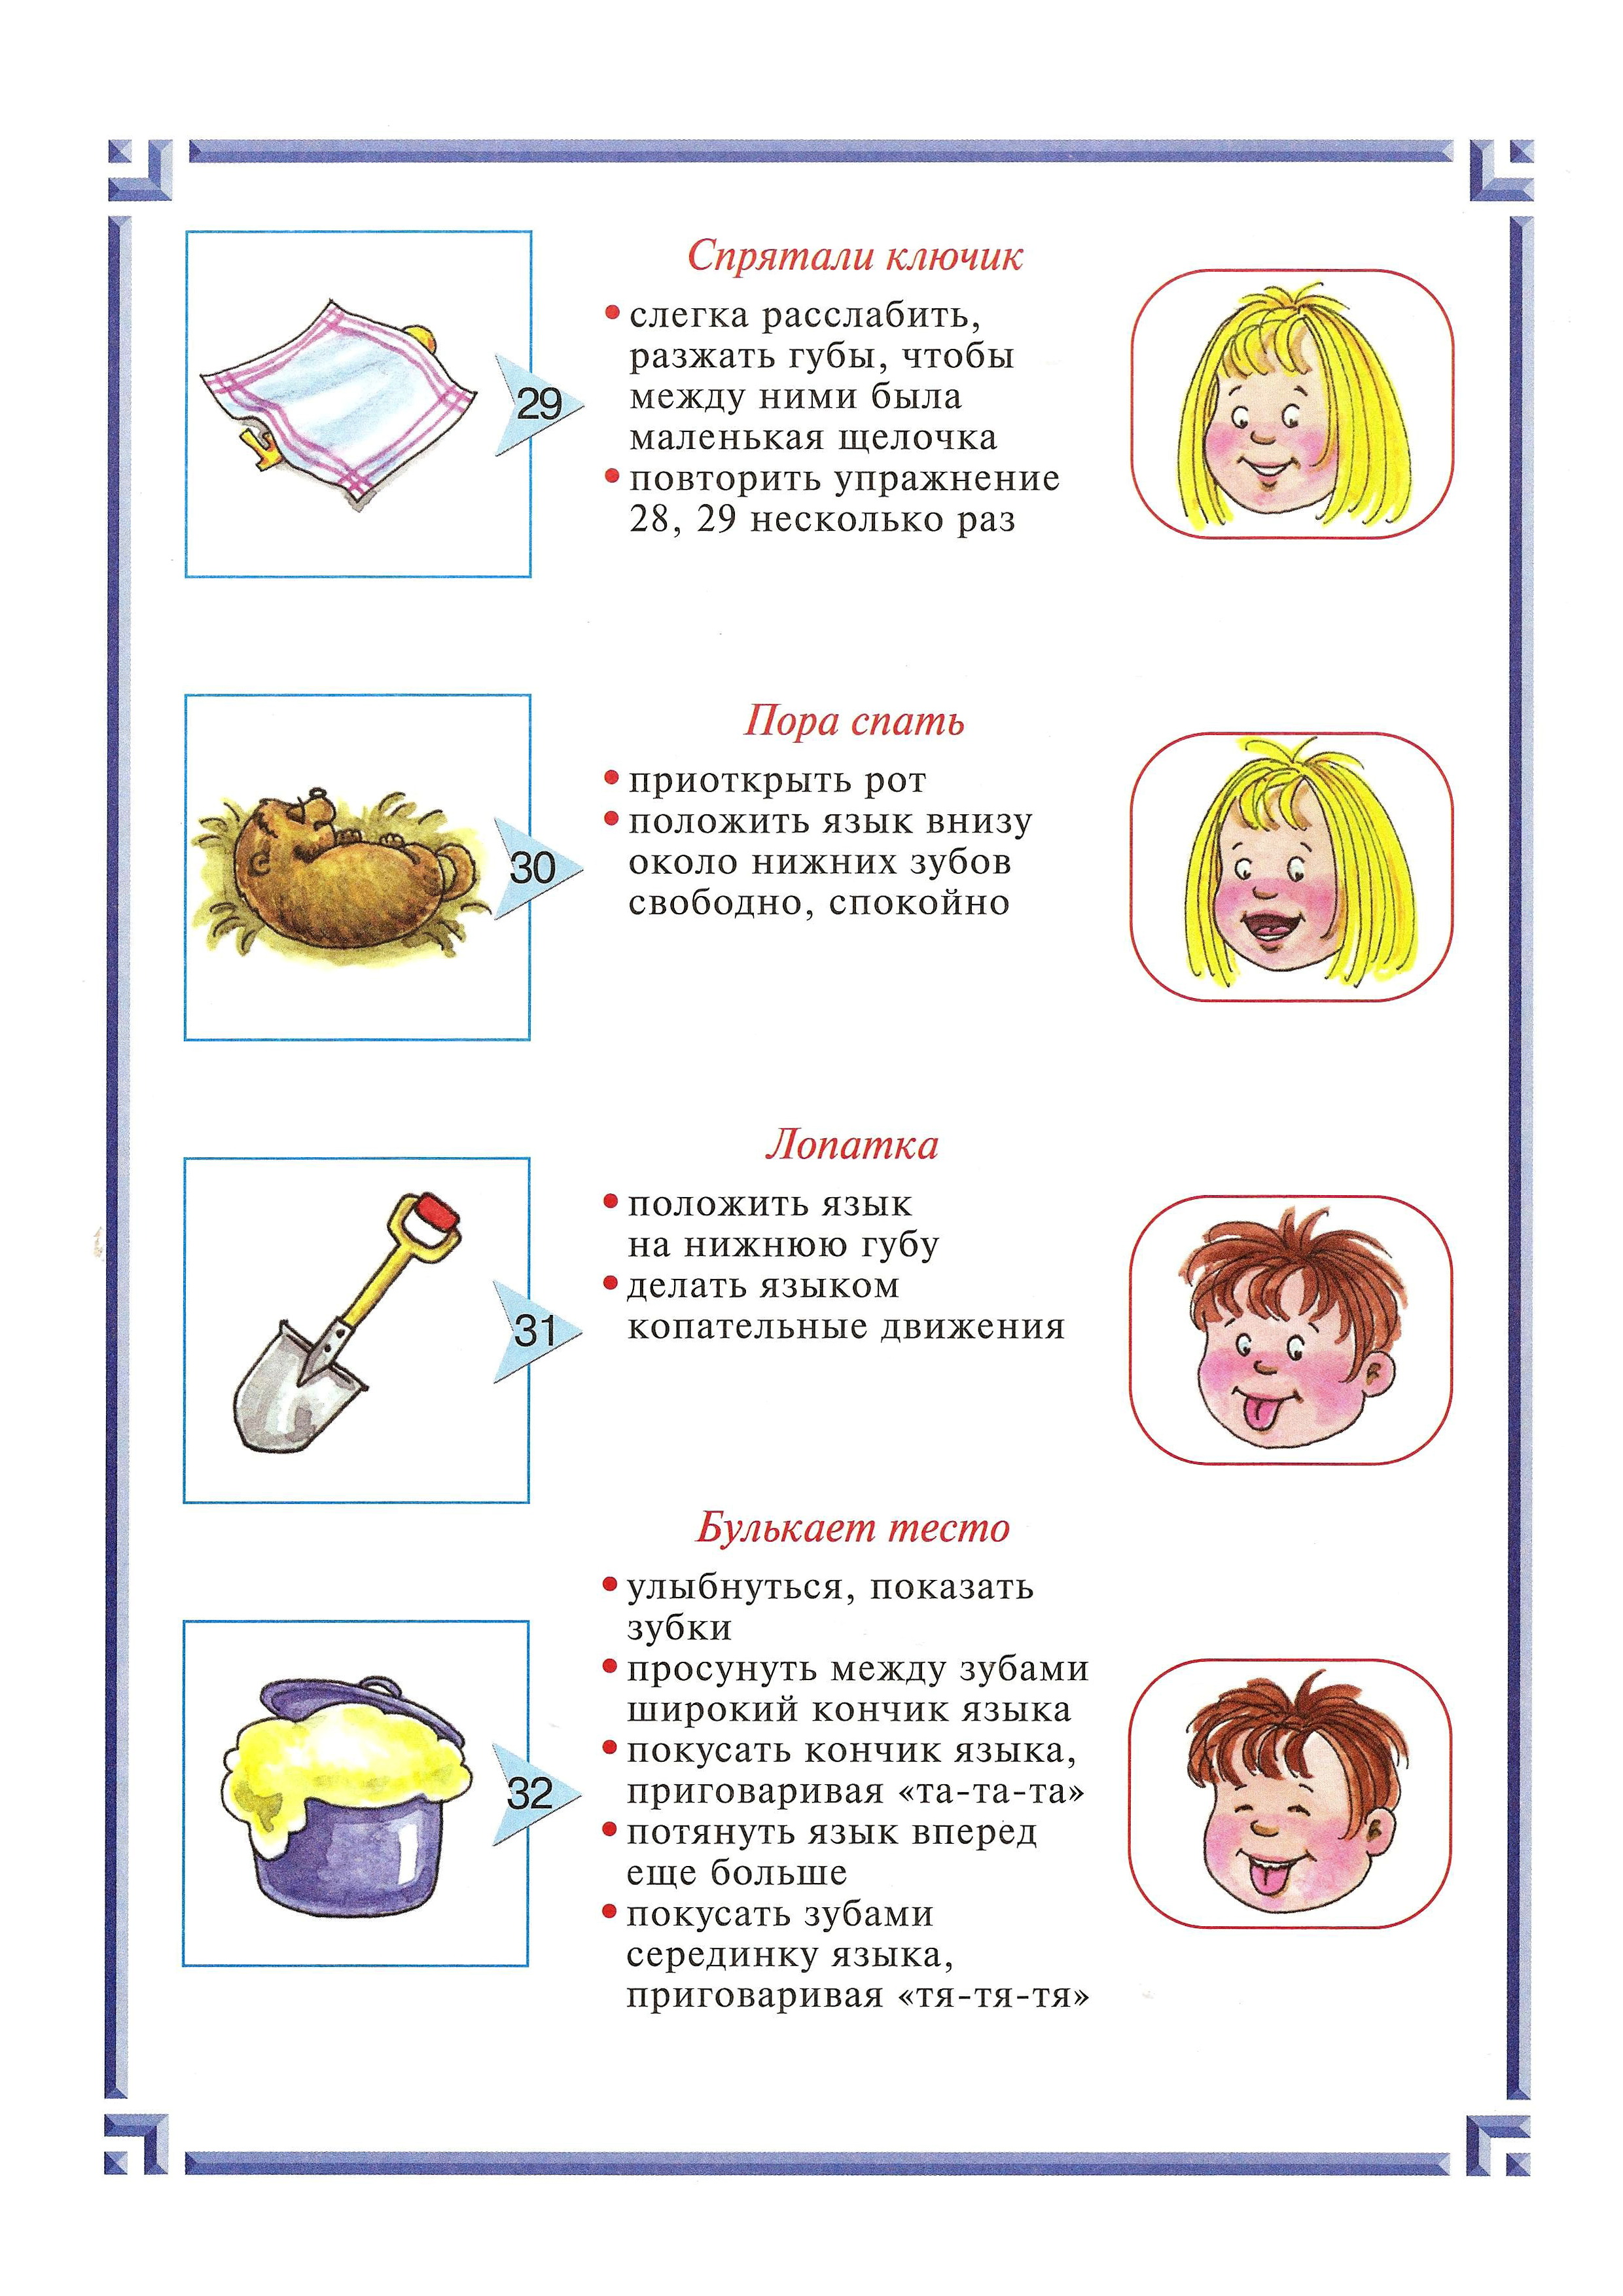 Спрятали ключик
• слегка расслабить,
разжать губы, чтобы
между ними была
маленькая щелочка
• повторить упражнение
28, 29 несколько раз
29
Пора спать
• приоткрыть рот
• положить язык внизу
около нижних зубов
свободно, спокойно
30
Лопатка
• положить язык
на нижнюю губу
• делать языком
копательные движения
31
Булькает тесто
• улыбнуться, показать
зубки
• просунуть между зубами
широкий кончик языка
• покусать кончик языка,
приговаривая «та-та-та»
• потянуть язык вперед
еще больше
• покусать зубами
серединку языка,
приговаривая «тя-тя-тя»
32